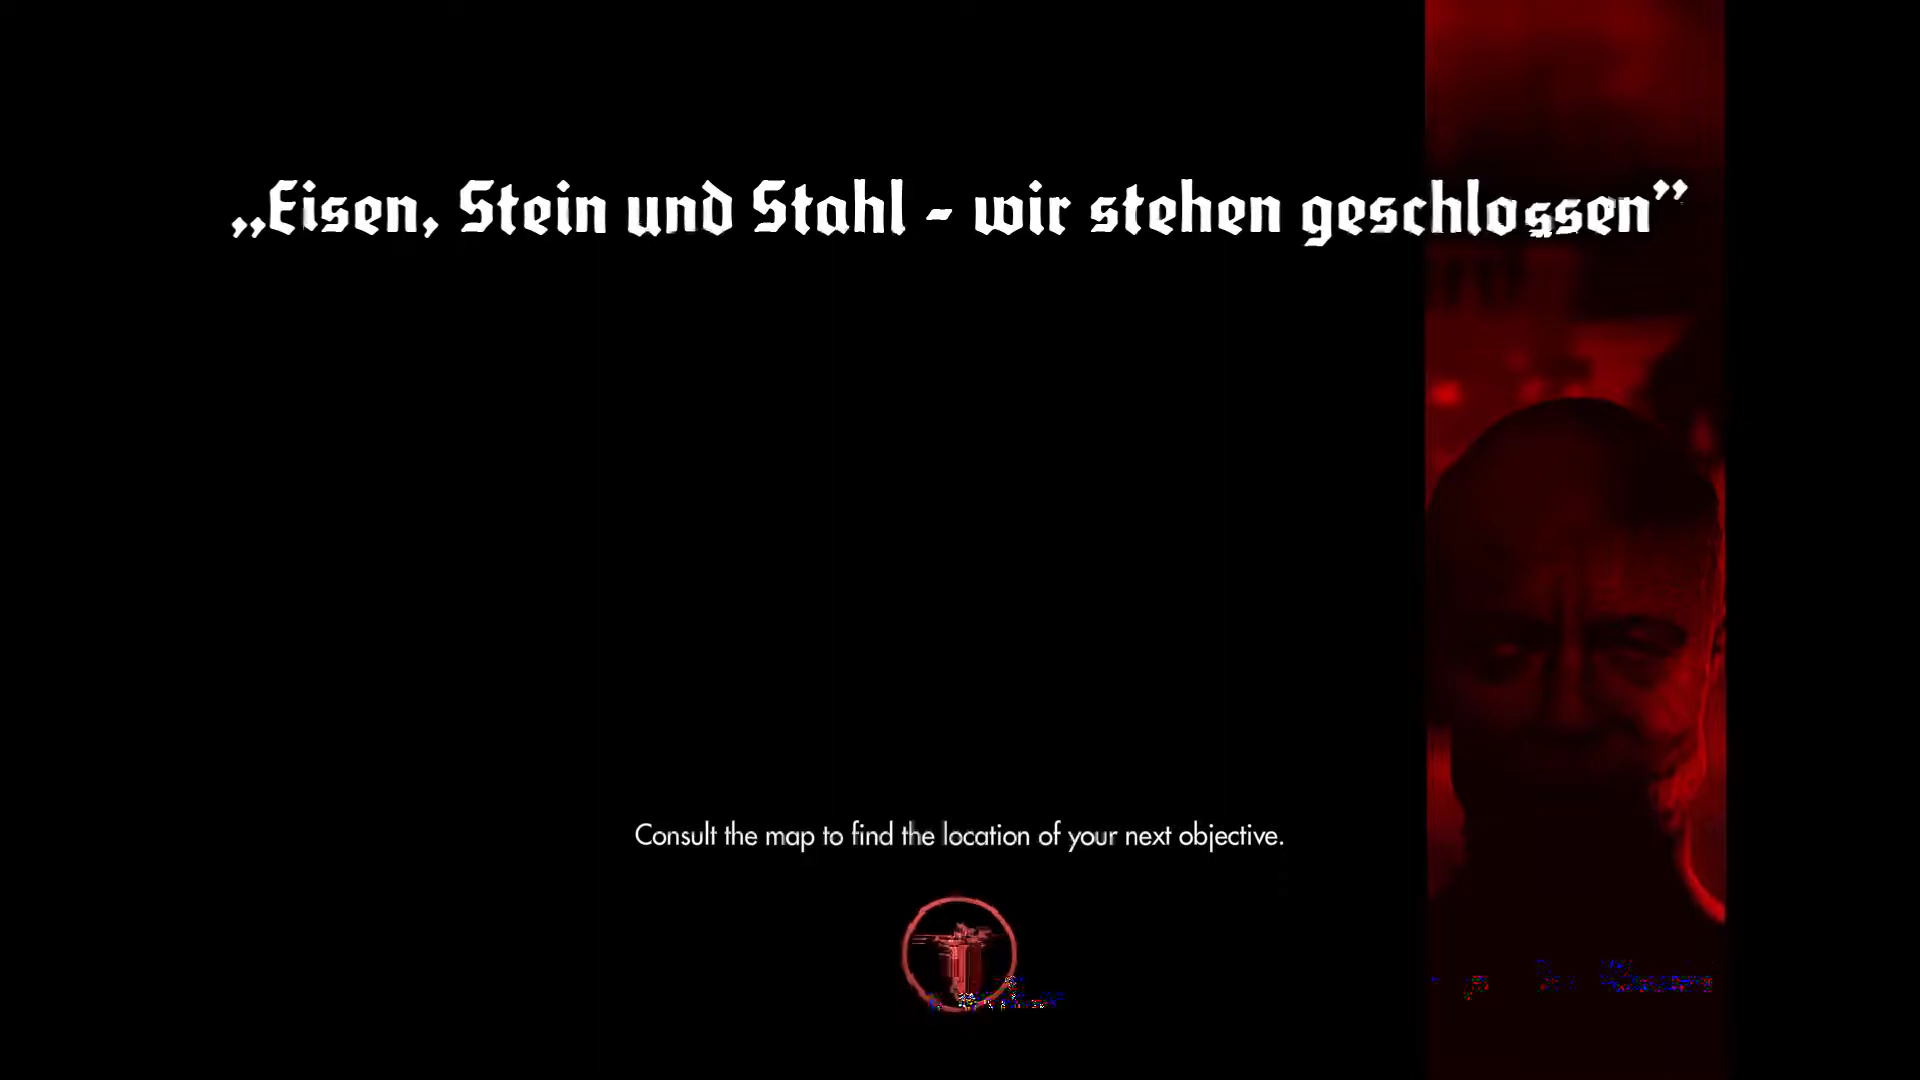 „Eisen, Stein und Stahl - wir stehen geschlossen”
Consult the map to find the location of your next objective.